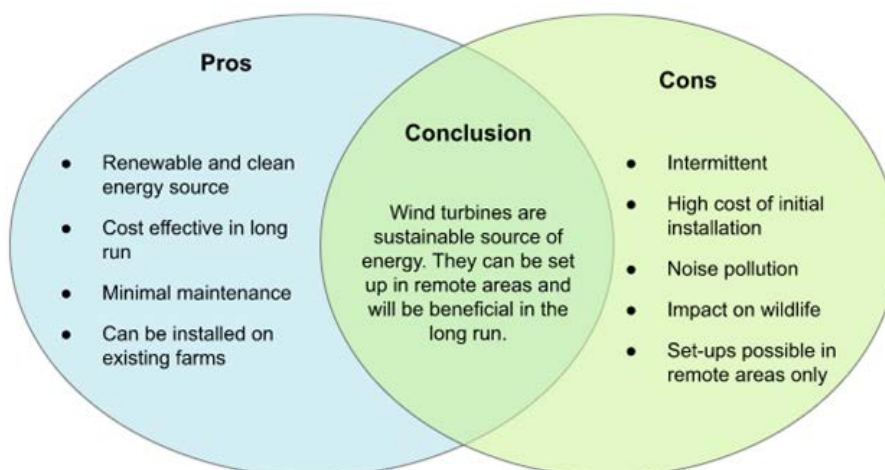 Pros
● Renewable and clean
energy source
● Cost effective in long
run
● Minimal maintenance
● Can be installed on
existing farms
Conclusion
Wind turbines are
sustainable source of
energy. They can be set
up in remote areas and
will be beneficial in the
long run.
Cons
● Intermittent
● High cost of initial
installation
● Noise pollution
● Impact on wildlife
● Set-ups possible in
remote areas only